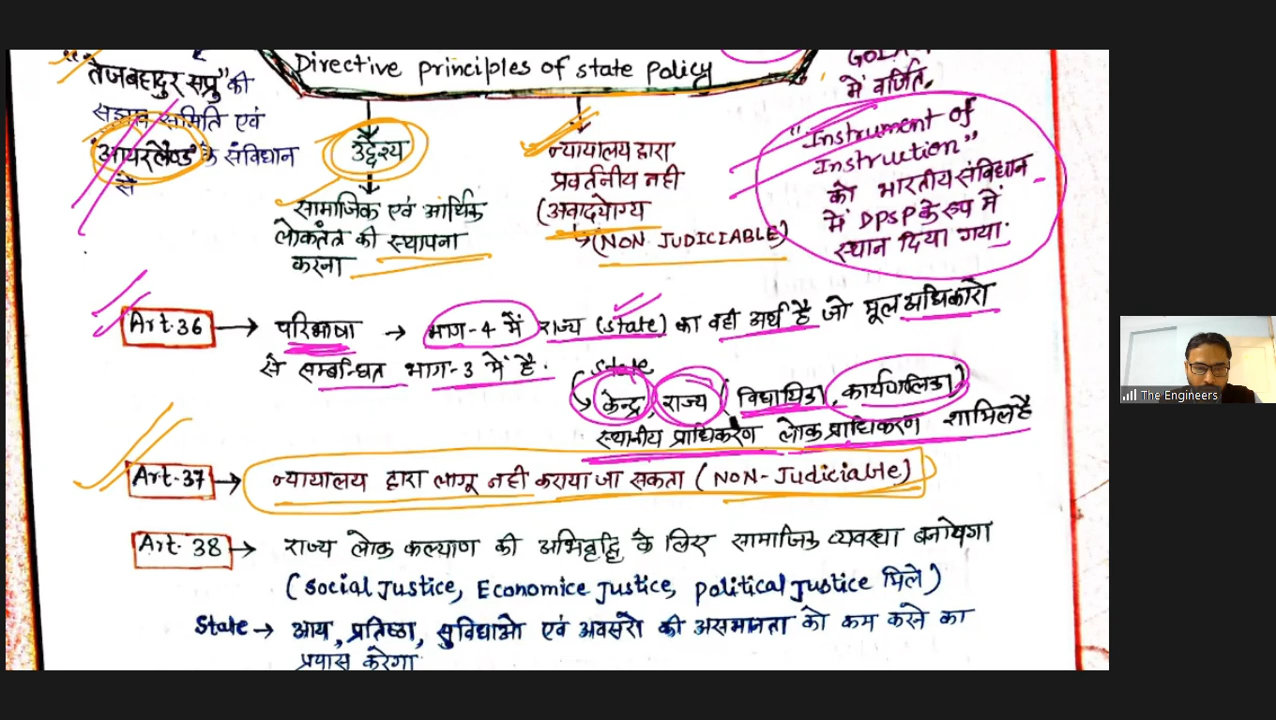 Directive principles of state policy
तेजबहादुर सप्रु" की
सझाव समिति एवं
"आयरलैण्ड" के संविधान
से
उद्देश्य
सामाजिक एवं आर्थिक
लोकतंत्र की स्थापना
करना
न्यायालय द्वारा
प्रवर्तनीय नही
(अवादयोग्य
→(NON JUDICIABLE)
में वर्णित.
"Instrument of
Instruction"
को भारतीय संविधान
में DPSP के रूप में
स्थान दिया गया.
Art.36 → परिभाषा → भाग-4 में राज्य (state) का वही अर्थ है जो मूल अधिकारो
से सम्बन्धित भाग-3 में है.
state
→ केन्द्र, राज्य (विधायिका, कार्यपालिका)
स्थानीय प्राधिकरण लोक प्राधिकरण शामिल है
Art.37 → न्यायालय द्वारा लागू नही कराया जा सकता (NON-Judiciable)
Art. 38 → राज्य लोक कल्याण की अभिवृद्धि के लिए सामाजिक व्यवस्था बनायेगा
(Social Justice, Economice Justice, Political Justice मिले)
State → आय, प्रतिष्ठा, सुविधाओ एवं अवसरो की असमानता को कम करने का
प्रयास करेगा
The Engineers